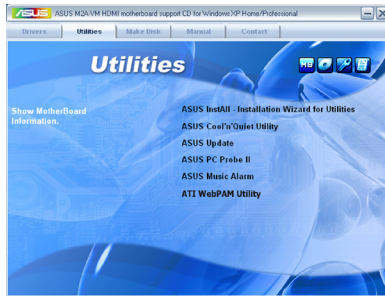 ASUS ASUS M2A-VM HDMI motherboard support CD for Windows XP Home/Professional
Drivers Utilities Make Disk Manual Contact
Utilities
Show MotherBoard
Information.
ASUS InstAll - Installation Wizard for Utilities
ASUS Cool'n'Quiet Utility
ASUS Update
ASUS PC Probe II
ASUS Music Alarm
ATI WebPAM Utility